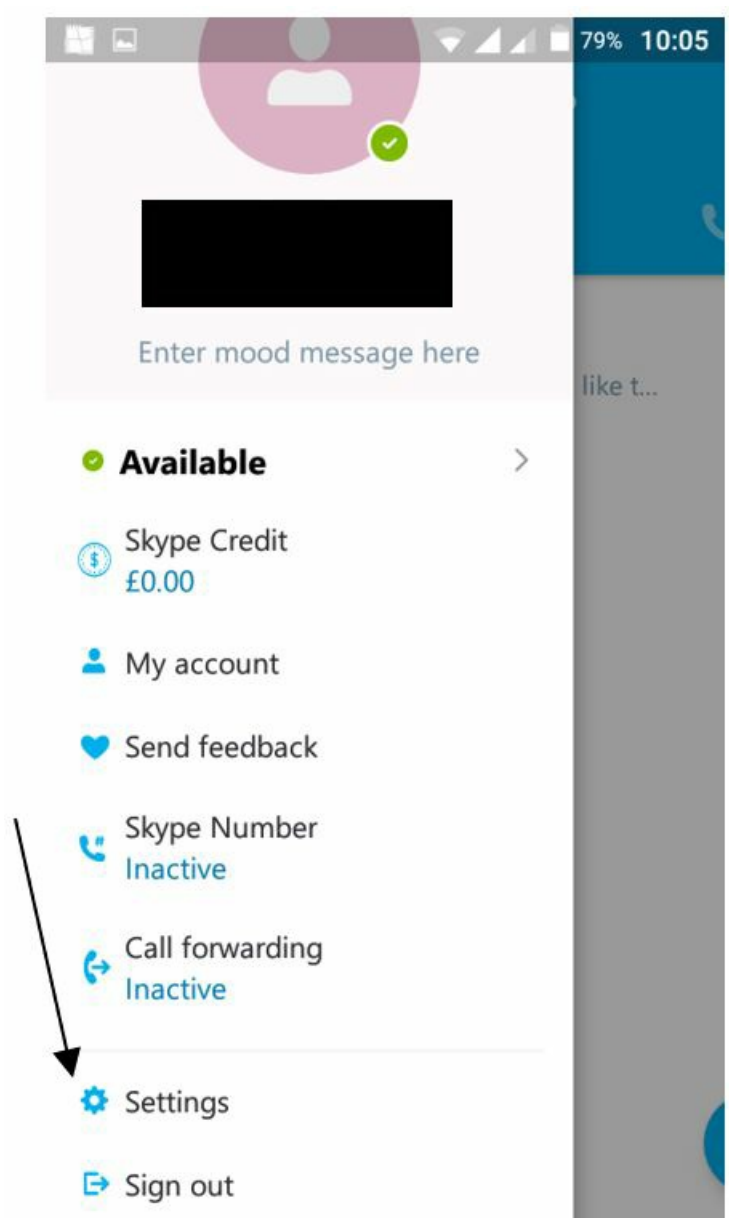 79% 10:05
Enter mood message here
like t...
Available
Skype Credit
£0.00
My account
Send feedback
Skype Number
Inactive
Call forwarding
Inactive
Settings
Sign out